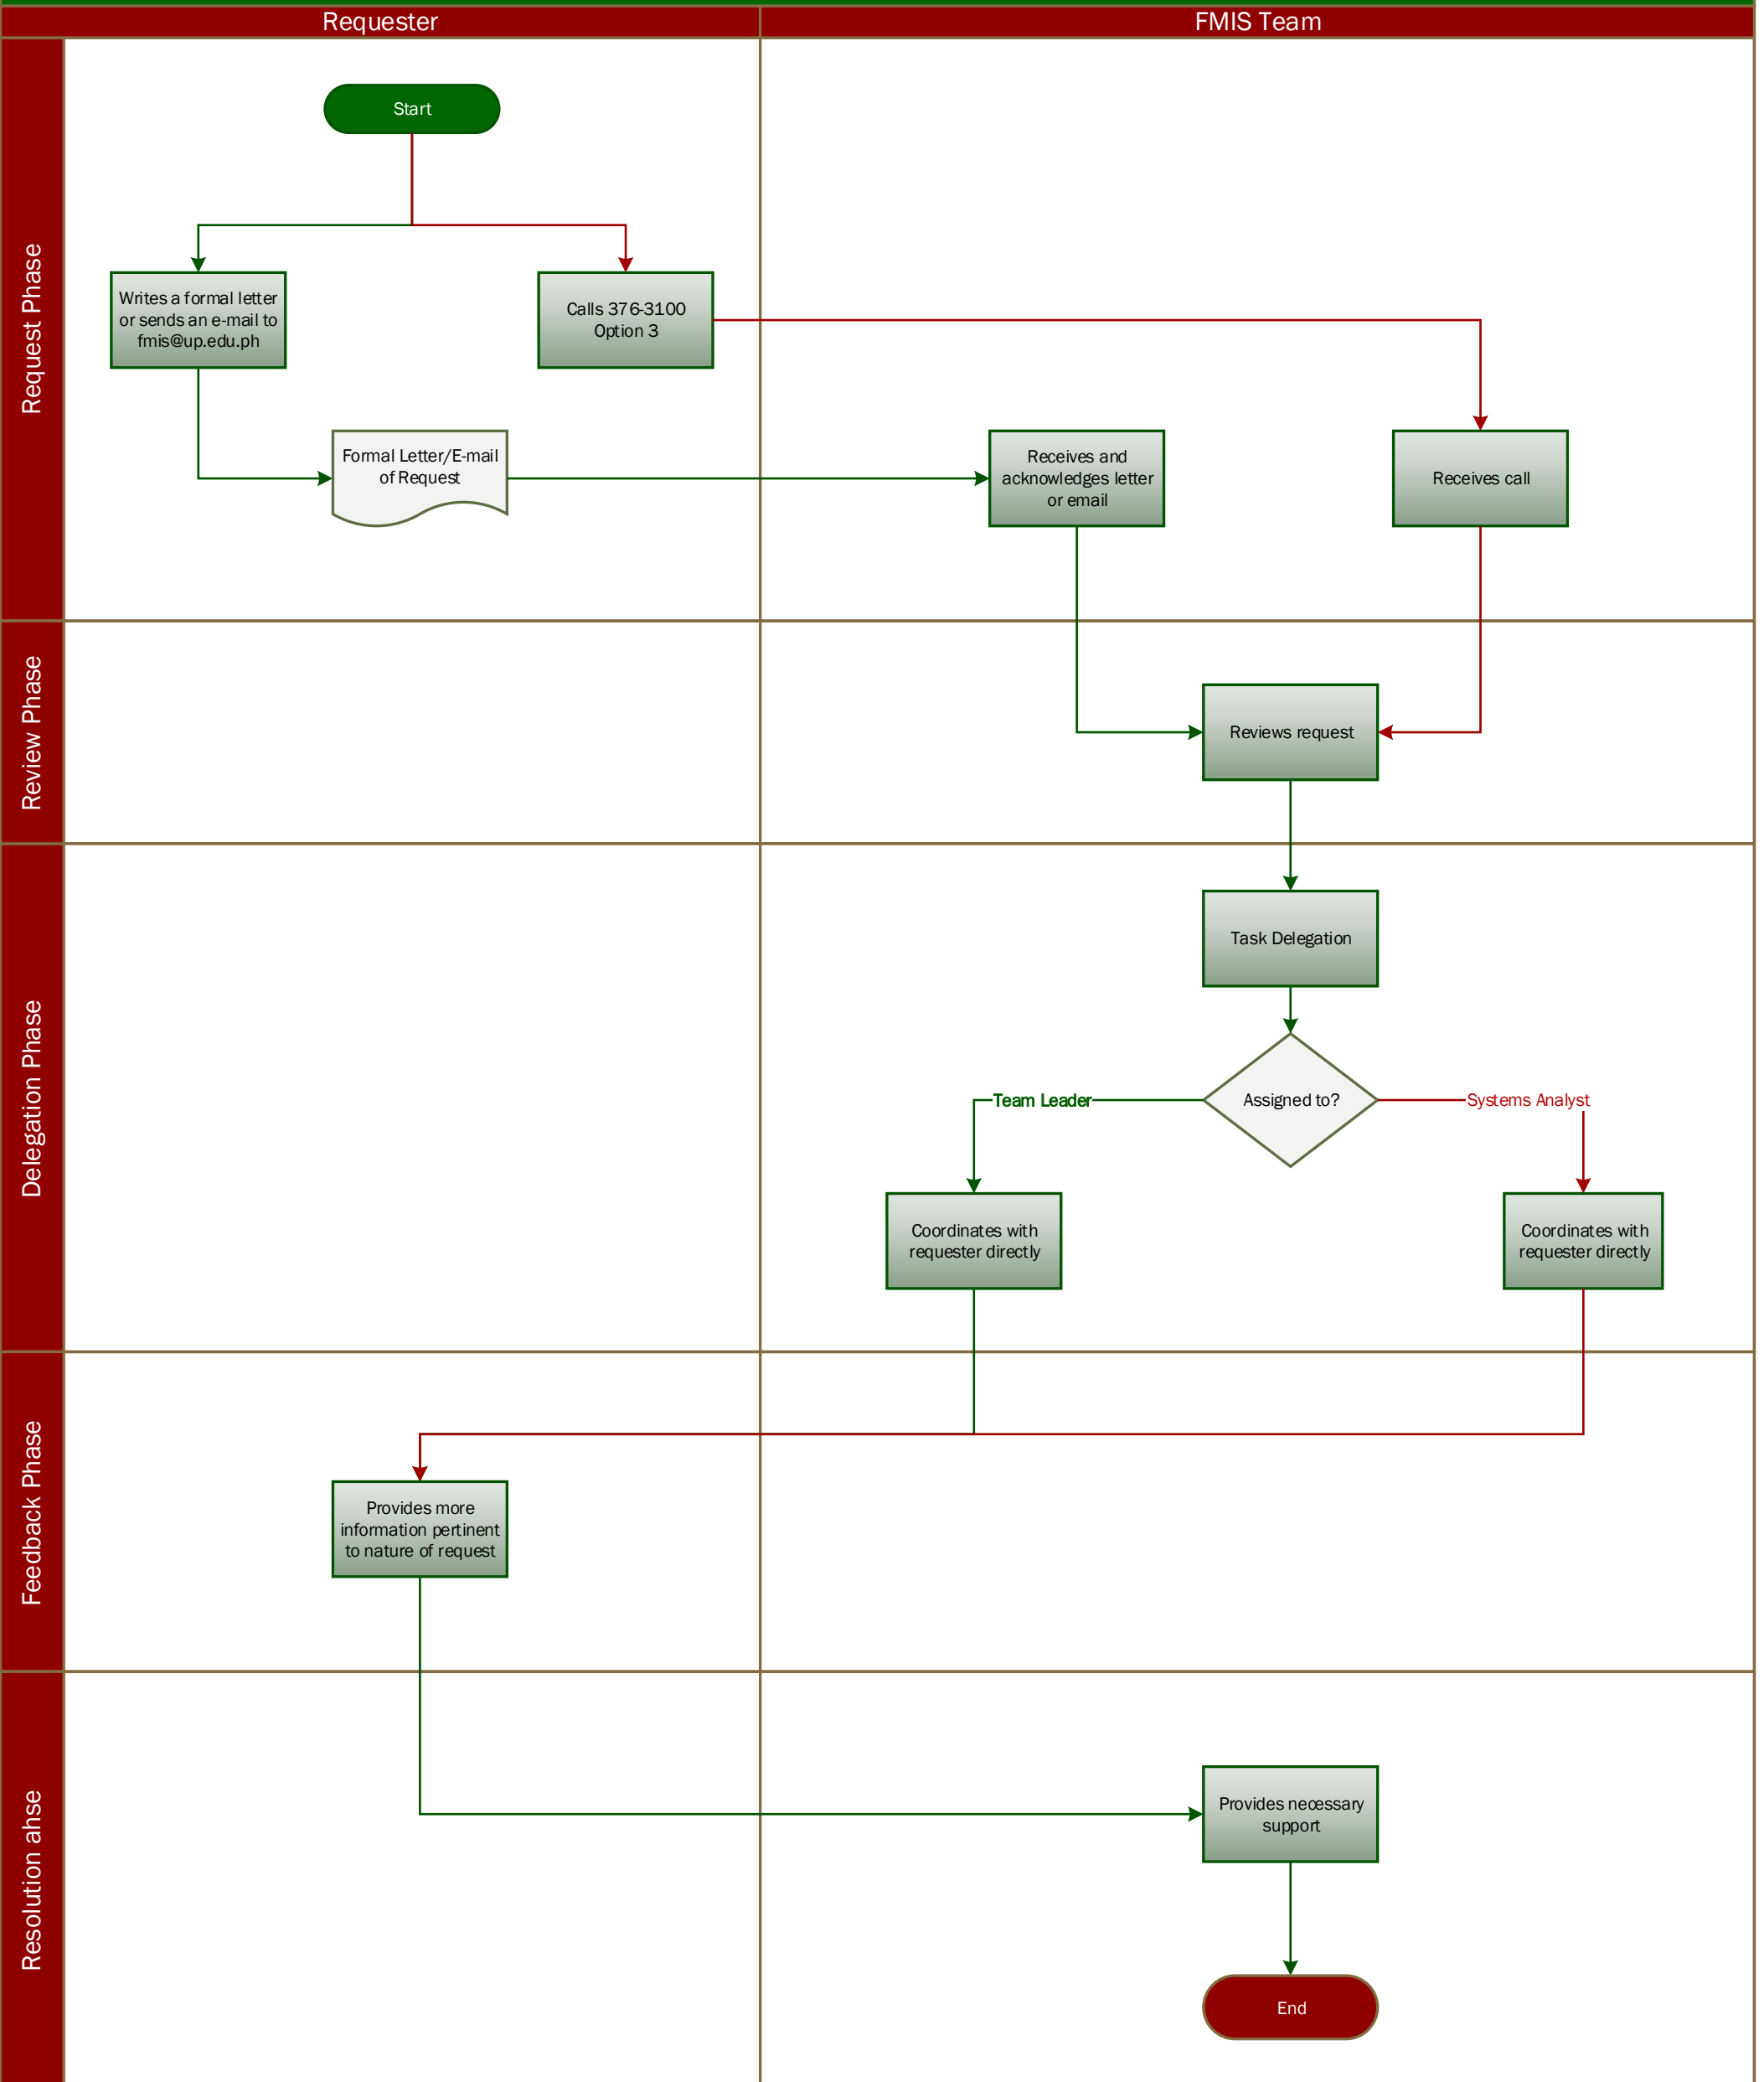 Requester
FMIS Team
Request Phase
Start
Writes a formal letter
or sends an e-mail to
fmis@up.edu.ph
Calls 376-3100
Option 3
Formal Letter/E-mail
of Request
Receives and
acknowledges letter
or email
Receives call
Review Phase
Reviews request
Delegation Phase
Task Delegation
Assigned to?
Team Leader
Systems Analyst
Coordinates with
requester directly
Coordinates with
requester directly
Feedback Phase
Provides more
information pertinent
to nature of request
Resolution ahse
Provides necessary
support
End